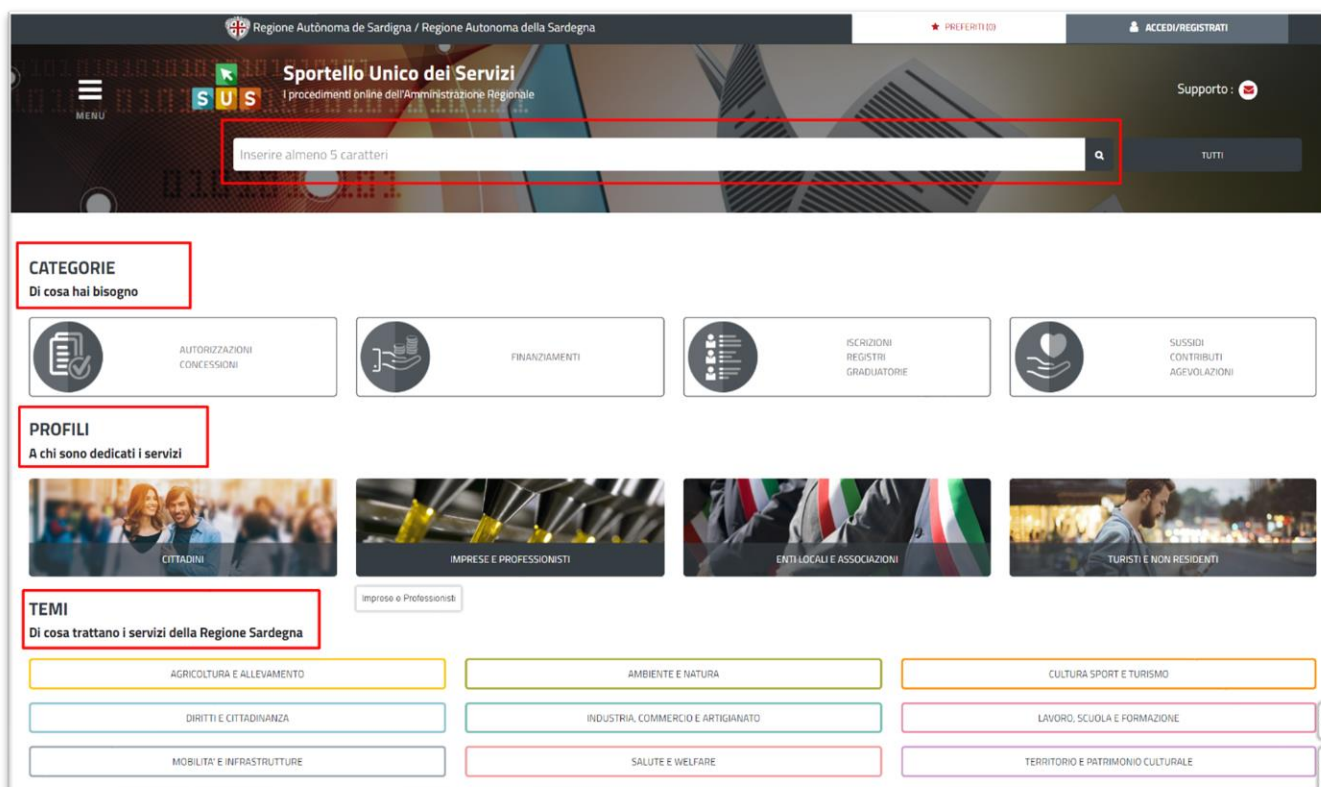 Regione Autònoma de Sardigna / Regione Autonoma della Sardegna
PREFERITI (0)
ACCEDI/REGISTRATI
MENU
SUS
Sportello Unico dei Servizi
I procedimenti online dell'Amministrazione Regionale
Supporto :
Inserire almeno 5 caratteri
TUTTI
CATEGORIE
Di cosa hai bisogno
AUTORIZZAZIONI
CONCESSIONI
FINANZIAMENTI
ISCRIZIONI
REGISTRI
GRADUATORIE
SUSSIDI
CONTRIBUTI
AGEVOLAZIONI
PROFILI
A chi sono dedicati i servizi
CITTADINI
IMPRESE E PROFESSIONISTI
ENTI LOCALI E ASSOCIAZIONI
TURISTI E NON RESIDENTI
Imprese e Professionisti
TEMI
Di cosa trattano i servizi della Regione Sardegna
AGRICOLTURA E ALLEVAMENTO
AMBIENTE E NATURA
CULTURA SPORT E TURISMO
DIRITTI E CITTADINANZA
INDUSTRIA, COMMERCIO E ARTIGIANATO
LAVORO, SCUOLA E FORMAZIONE
MOBILITA' E INFRASTRUTTURE
SALUTE E WELFARE
TERRITORIO E PATRIMONIO CULTURALE